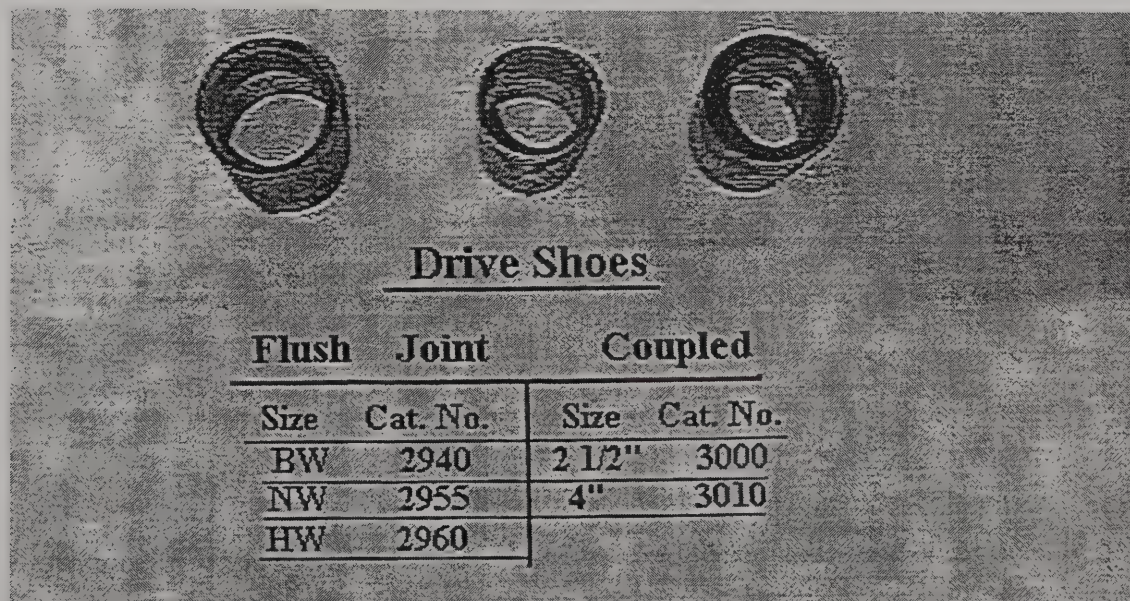 Drive Shoes
Flush Joint Coupled
Size Cat. No. Size Cat. No.
BW 2940 2 1/2" 3000
NW 2955 4" 3010
HW 2960